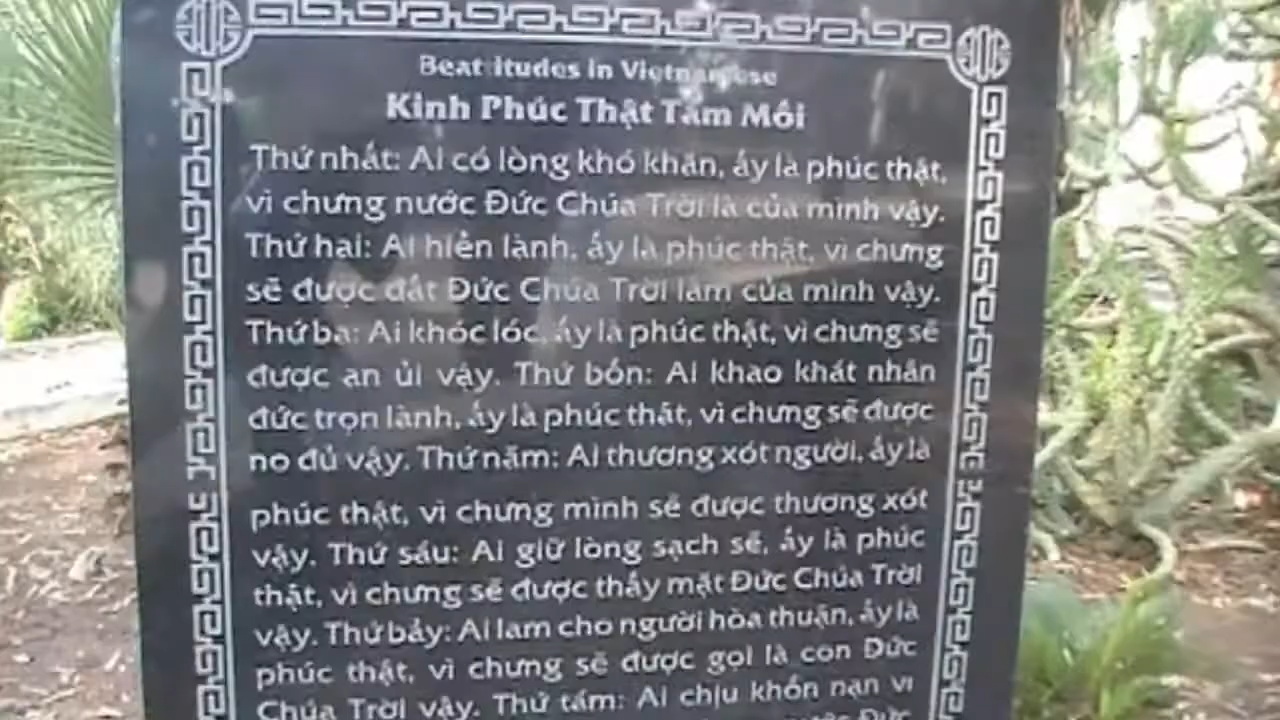 Beatitudes in Vietnamese
Kinh Phúc Thật Tám Mối
Thứ nhất: Ai có lòng khó khăn, ấy là phúc thật,
vì chưng nước Đức Chúa Trời là của mình vậy.
Thứ hai: Ai hiền lành, ấy là phúc thật, vì chưng
sẽ được đất Đức Chúa Trời làm của mình vậy.
Thứ ba: Ai khóc lóc, ấy là phúc thật, vì chưng sẽ
được an ủi vậy. Thứ bốn: Ai khao khát nhân
đức trọn lành, ấy là phúc thật, vì chưng sẽ được
no đủ vậy. Thứ năm: Ai thương xót người, ấy là
phúc thật, vì chưng mình sẽ được thương xót
vậy. Thứ sáu: Ai giữ lòng sạch sẽ, ấy là phúc
thật, vì chưng sẽ được thấy mặt Đức Chúa Trời
vậy. Thứ bảy: Ai làm cho người hòa thuận, ấy là
phúc thật, vì chưng sẽ được gọi là con Đức
Chúa Trời vậy. Thứ tám: Ai chịu khốn nạn vì
Đức